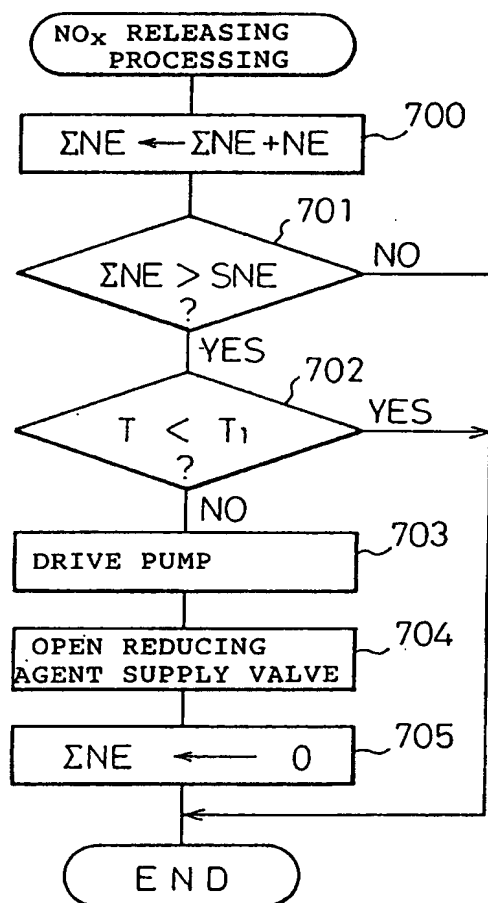 NOx RELEASING
PROCESSING
700
ΣNE ← ΣNE+NE
701
ΣNE > SNE
?
NO
YES
702
T < T1
?
YES
NO
703
DRIVE PUMP
704
OPEN REDUCING
AGENT SUPPLY VALVE
705
ΣNE ← 0
END